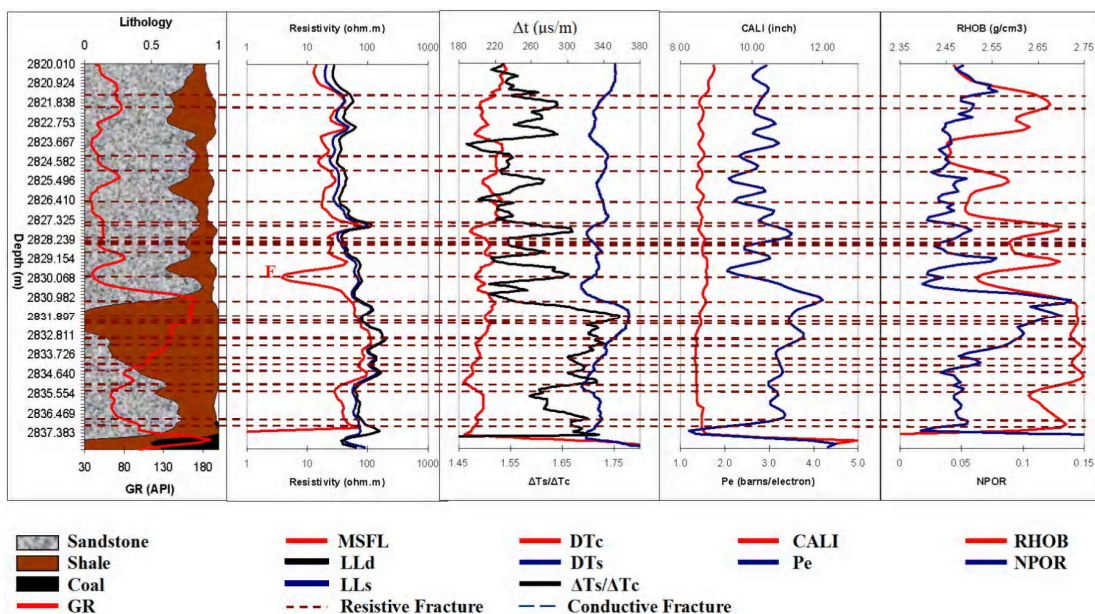 Lithology
0 0.5 1
Resistivity (ohm.m)
1 10 100 1000
Δt (µs/m)
180 220 260 300 340 380
CALI (inch)
8.00 10.00 12.00
RHOB (g/cm3)
2.35 2.45 2.55 2.65 2.75
Depth (m)
2820.010
2820.924
2821.838
2822.753
2823.667
2824.582
2825.496
2826.410
2827.325
2828.239
2829.154
2830.068
2830.982
2831.897
2832.811
2833.726
2834.640
2835.554
2836.469
2837.383
F
30 80 130 180
GR (API)
1 10 100 1000
Resistivity (ohm.m)
1.45 1.55 1.65 1.75
ΔTs/ΔTc
1.0 2.0 3.0 4.0 5.0
Pe (barns/electron)
0 0.05 0.1 0.15
NPOR
Sandstone
Shale
Coal
GR
MSFL
LLd
LLs
Resistive Fracture
DTc
DTs
ΔTs/ΔTc
Conductive Fracture
CALI
Pe
RHOB
NPOR